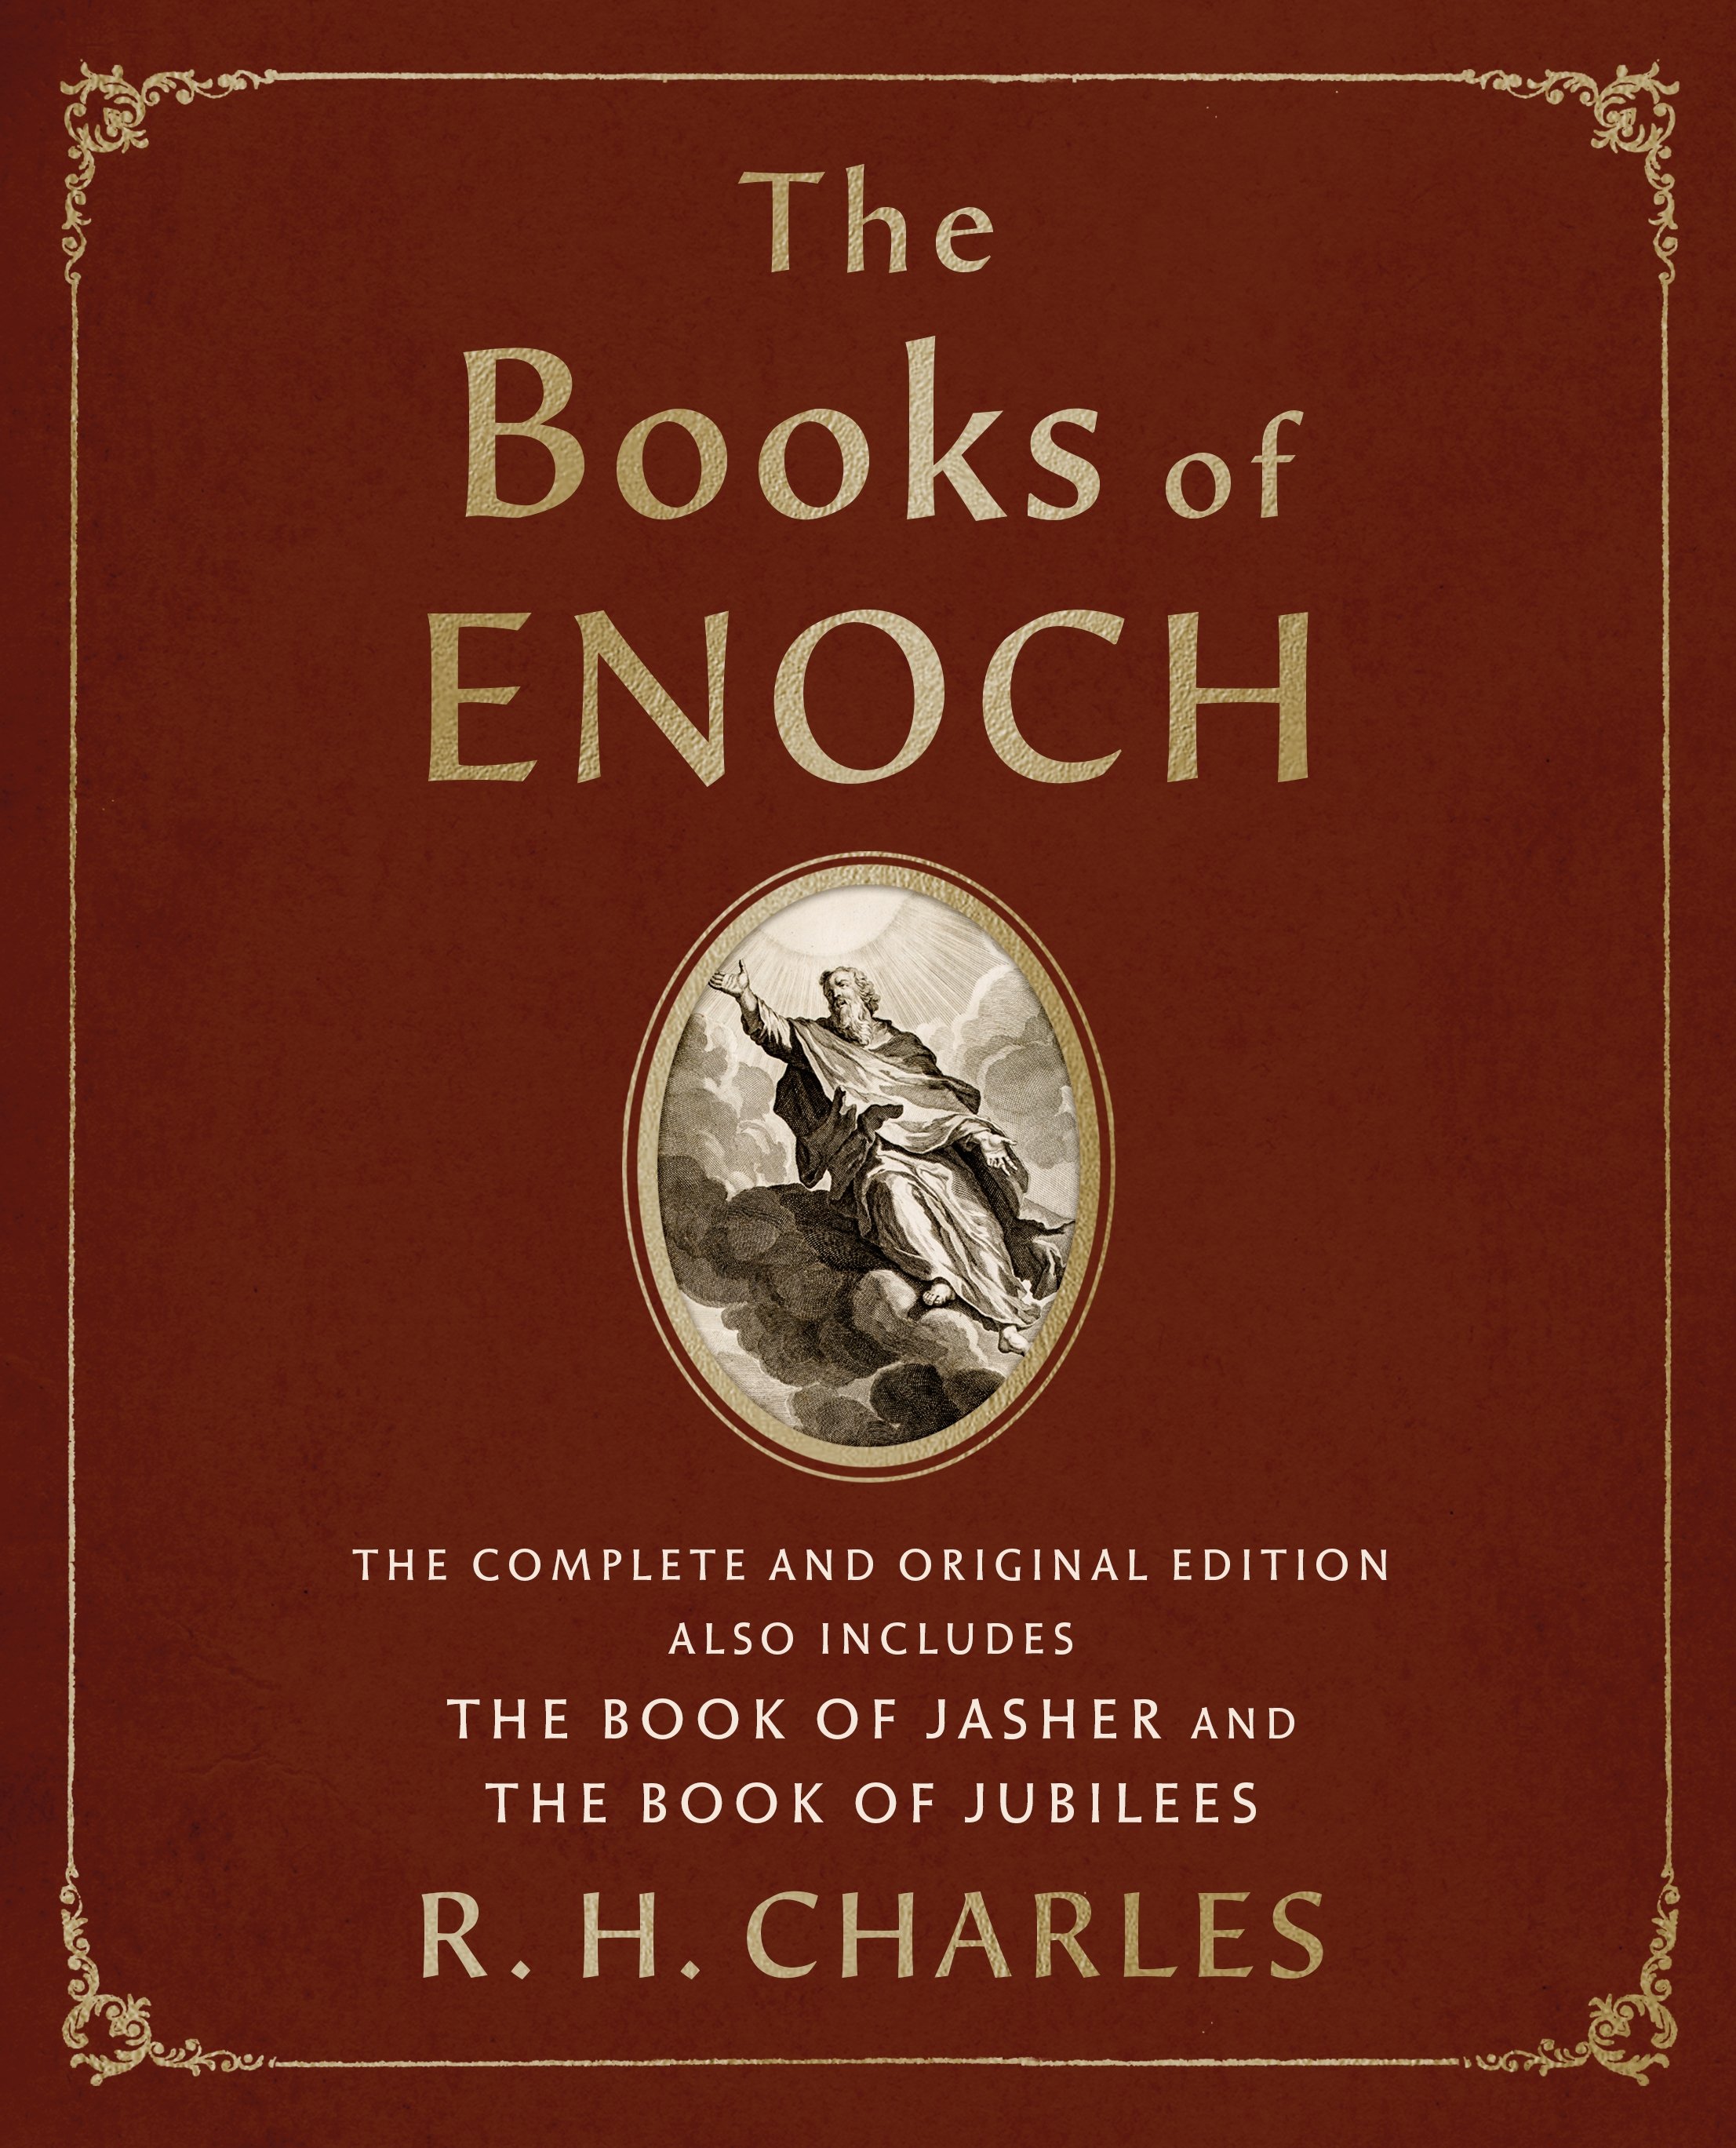 The
Books of
ENOCH
THE COMPLETE AND ORIGINAL EDITION
ALSO INCLUDES
THE BOOK OF JASHER AND
THE BOOK OF JUBILEES
R. H. CHARLES